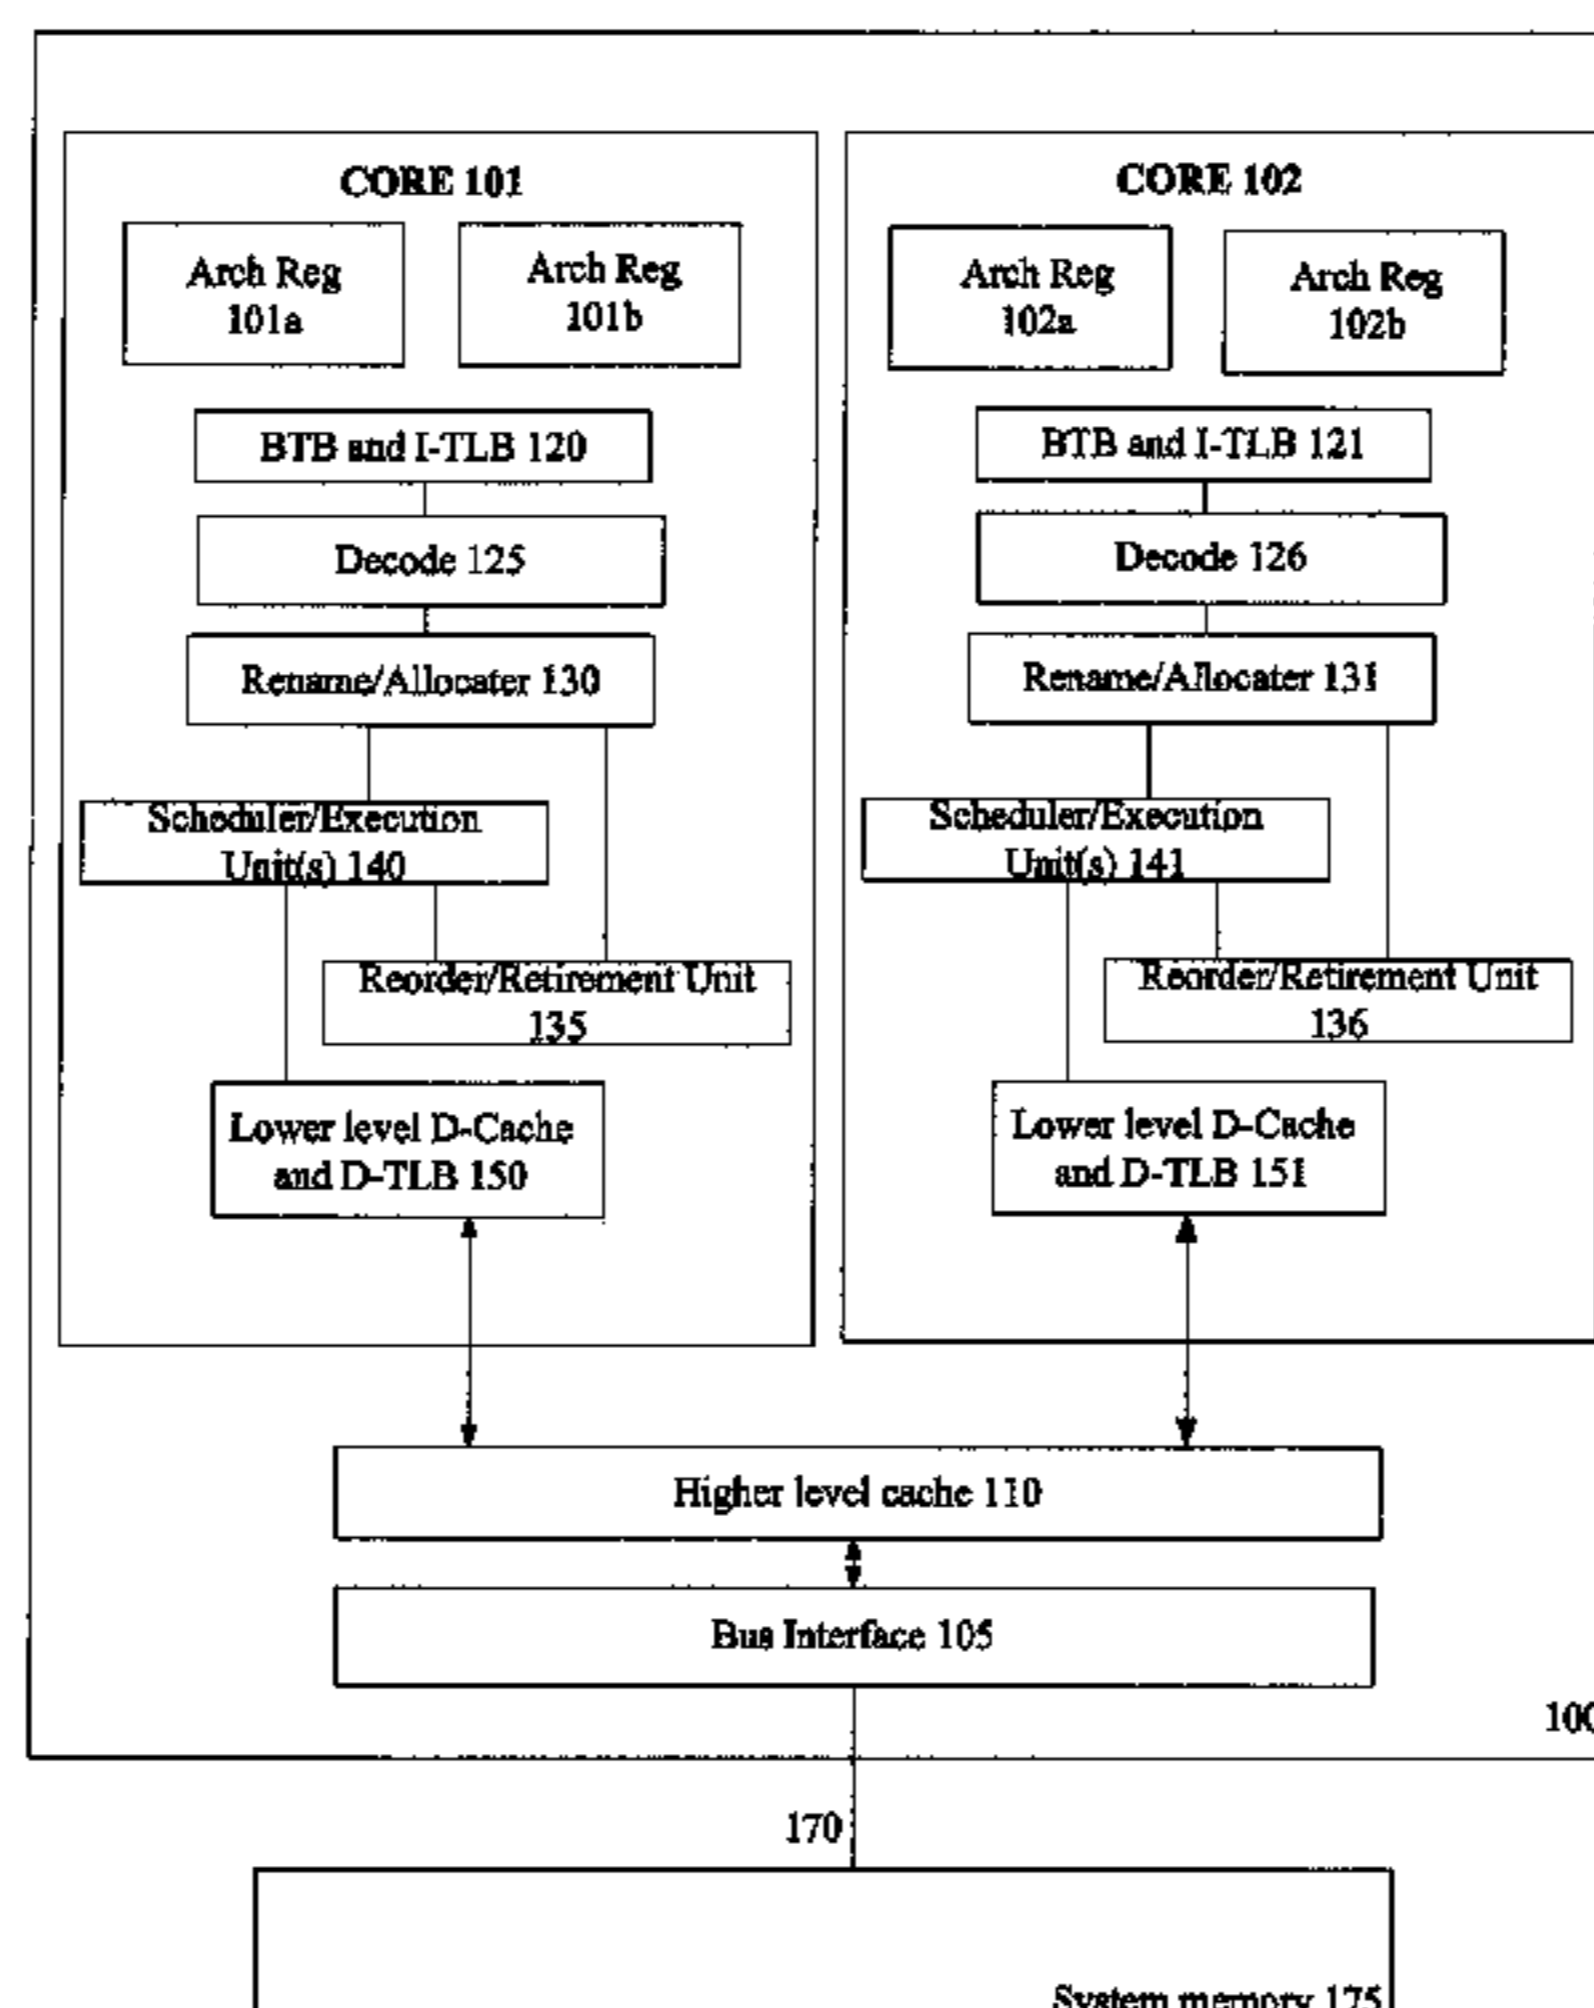 CORE 101
Arch Reg
101a
Arch Reg
101b
BTB and I-TLB 120
Decode 125
Rename/Allocater 130
Scheduler/Execution
Unit(s) 140
Reorder/Retirement Unit
135
Lower level D-Cache
and D-TLB 150
CORE 102
Arch Reg
102a
Arch Reg
102b
BTB and I-TLB 121
Decode 126
Rename/Allocater 131
Scheduler/Execution
Unit(s) 141
Reorder/Retirement Unit
136
Lower level D-Cache
and D-TLB 151
Higher level cache 110
Bus Interface 105
100
170
System memory 175